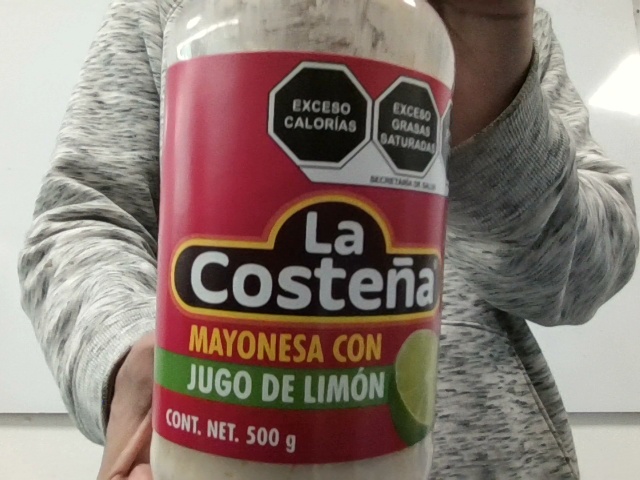 EXCESO
CALORÍAS
EXCESO
GRASAS
SATURADAS
SECRETARÍA DE SALUD
La
Costeña
MAYONESA CON
JUGO DE LIMÓN
CONT. NET. 500 g